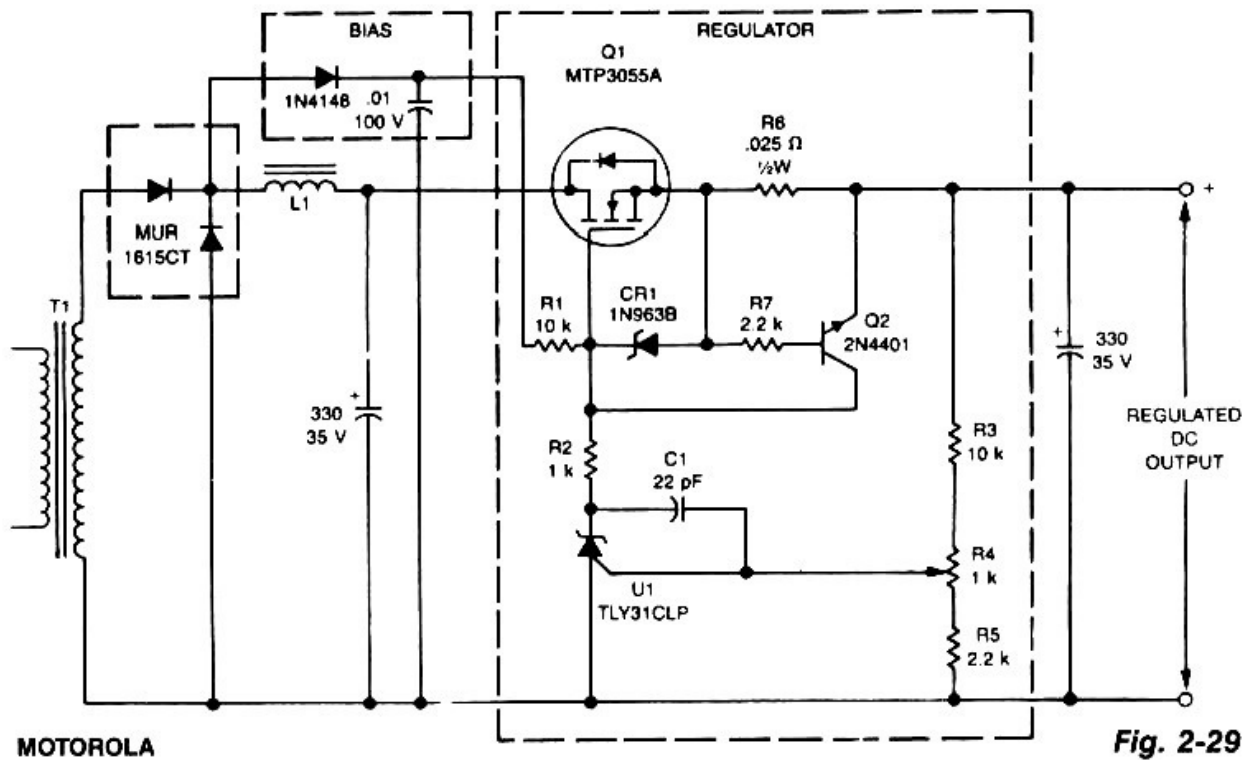 BIAS
REGULATOR
Q1
MTP3055A
1N4148
.01
100 V
R6
.025 Ω
½W
+
L1
MUR
1615CT
T1
R1
10 k
CR1
1N963B
R7
2.2 k
Q2
2N4401
+
330
35 V
+
330
35 V
REGULATED
DC
OUTPUT
R2
1 k
C1
22 pF
R3
10 k
R4
1 k
U1
TLY31CLP
R5
2.2 k
MOTOROLA
Fig. 2-29